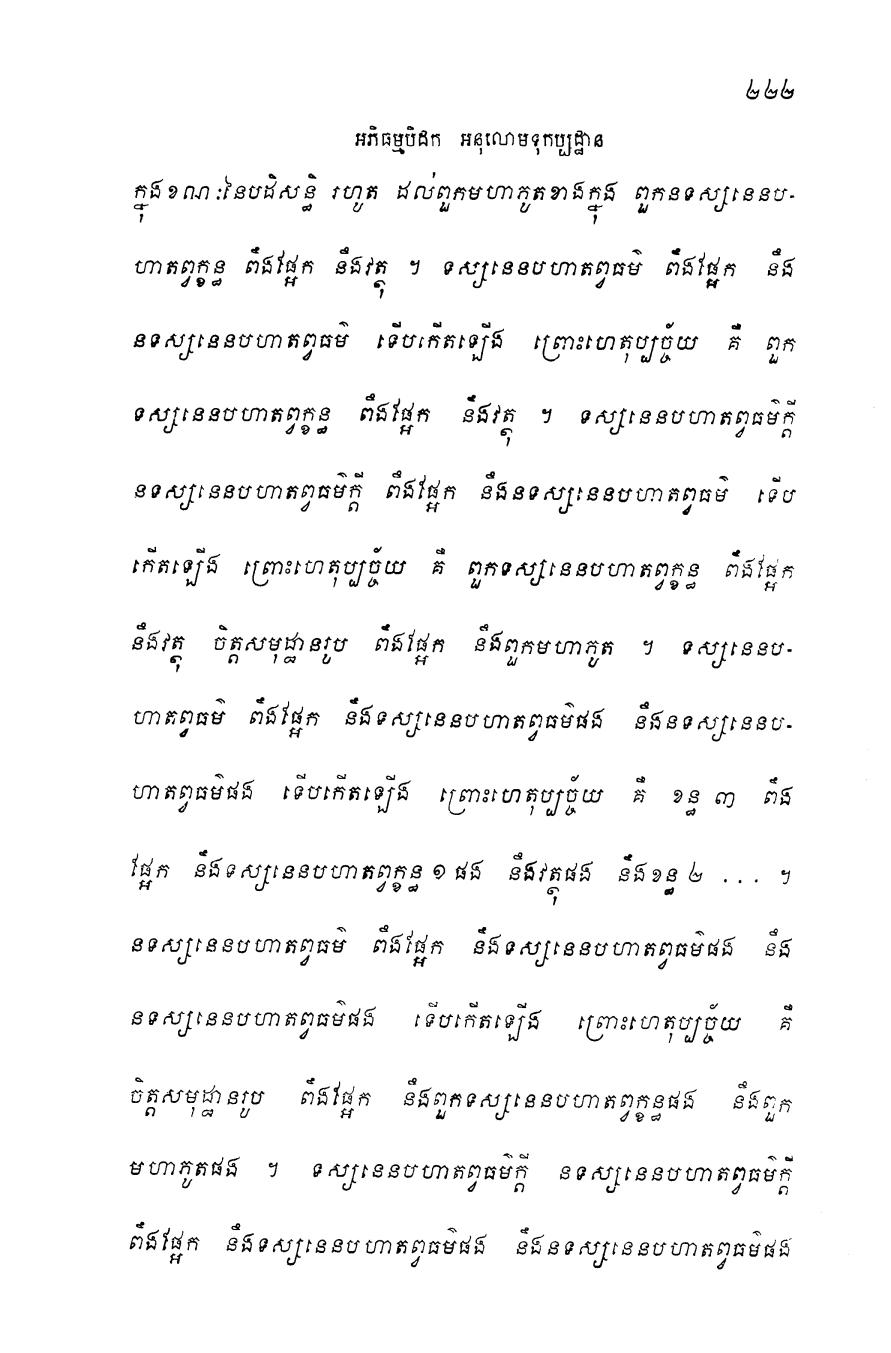 ២២២
អភិធម្មបិដក អនុលោមទុកប្បដ្ឋាន
ក្នុងខណៈនៃបដិសន្ធិ រហូត ដល់ពួកមហាភូតខាងក្នុង ពួកនទស្សនេនប-
ហាតព្វក្ខន្ធ ពឹងផ្អែក នឹងវត្ថុ ។ ទស្សនេនបហាតព្វធម៌ ពឹងផ្អែក នឹង
នទស្សនេនបហាតព្វធម៌ ទើបកើតឡើង ព្រោះហេតុប្បច្ច័យ គឺ ពួក
ទស្សនេនបហាតព្វក្ខន្ធ ពឹងផ្អែក នឹងវត្ថុ ។ ទស្សនេនបហាតព្វធម៌ក្តី
នទស្សនេនបហាតព្វធម៌ក្តី ពឹងផ្អែក នឹងនទស្សនេនបហាតព្វធម៌ ទើប
កើតឡើង ព្រោះហេតុប្បច្ច័យ គឺ ពួកទស្សនេនបហាតព្វក្ខន្ធ ពឹងផ្អែក
នឹងវត្ថុ ចិត្តសមុដ្ឋានរូប ពឹងផ្អែក នឹងពួកមហាភូត ។ ទស្សនេនប-
ហាតព្វធម៌ ពឹងផ្អែក នឹងទស្សនេនបហាតព្វធម៌ផង នឹងនទស្សនេនប-
ហាតព្វធម៌ផង ទើបកើតឡើង ព្រោះហេតុប្បច្ច័យ គឺ ខន្ធ ៣ ពឹង
ផ្អែក នឹងទស្សនេនបហាតព្វក្ខន្ធ ១ ផង នឹងវត្ថុផង នឹងខន្ធ ២ ... ។
នទស្សនេនបហាតព្វធម៌ ពឹងផ្អែក នឹងទស្សនេនបហាតព្វធម៌ផង នឹង
នទស្សនេនបហាតព្វធម៌ផង ទើបកើតឡើង ព្រោះហេតុប្បច្ច័យ គឺ
ចិត្តសមុដ្ឋានរូប ពឹងផ្អែក នឹងពួកទស្សនេនបហាតព្វក្ខន្ធផង នឹងពួក
មហាភូតផង ។ ទស្សនេនបហាតព្វធម៌ក្តី នទស្សនេនបហាតព្វធម៌ក្តី
ពឹងផ្អែក នឹងទស្សនេនបហាតព្វធម៌ផង នឹងនទស្សនេនបហាតព្វធម៌ផង